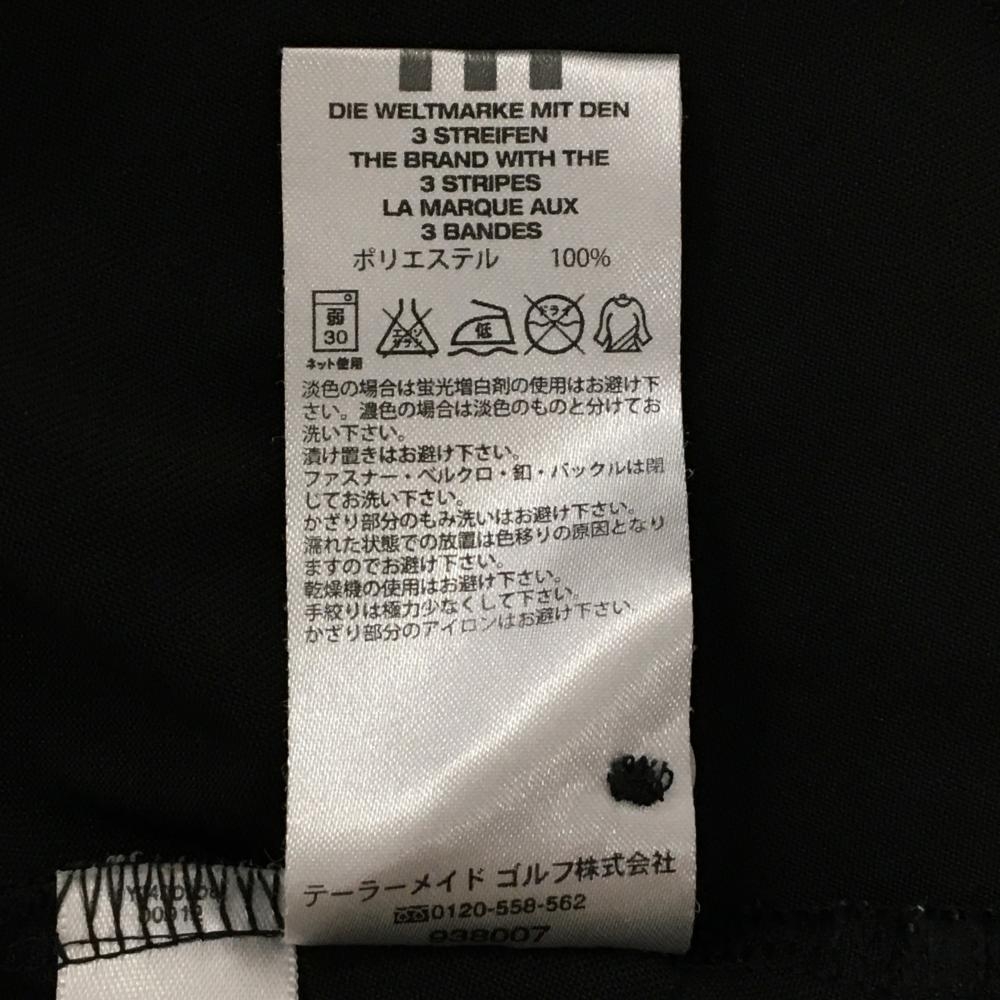 DIE WELTMARKE MIT DEN
3 STREIFEN
THE BRAND WITH THE
3 STRIPES
LA MARQUE AUX
3 BANDES
ポリエステル 100%
弱
30
エンソ
サラシ
低
ドライ
ネット使用
淡色の場合は蛍光増白剤の使用はお避け下
さい。濃色の場合は淡色のものと分けてお
洗い下さい。
漬け置きはお避け下さい。
ファスナー・ベルクロ・釦・バックルは閉
じてお洗い下さい。
かざり部分のもみ洗いはお避け下さい。
濡れた状態での放置は色移りの原因となり
ますのでお避け下さい。
乾燥機の使用はお避け下さい。
手絞りは極力少なくして下さい。
かざり部分のアイロンはお避け下さい。
テーラーメイド ゴルフ株式会社
0120-558-562
938007